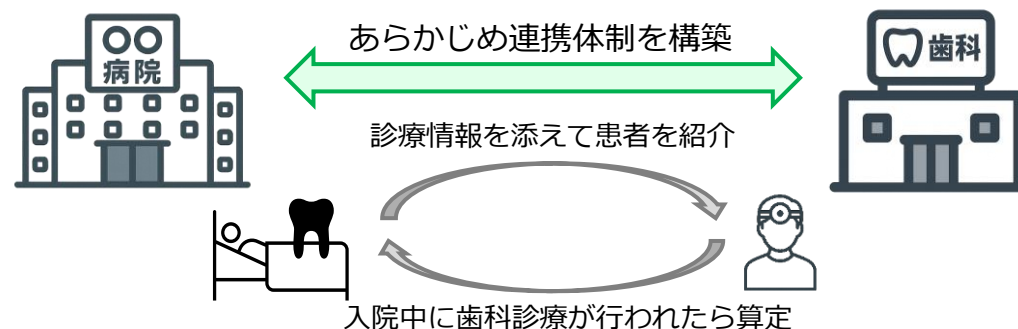 ○○
病院
あらかじめ連携体制を構築
歯科
診療情報を添えて患者を紹介
入院中に歯科診療が行われたら算定